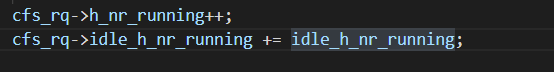 cfs_rq->h_nr_running++;
cfs_rq->idle_h_nr_running += idle_h_nr_running;